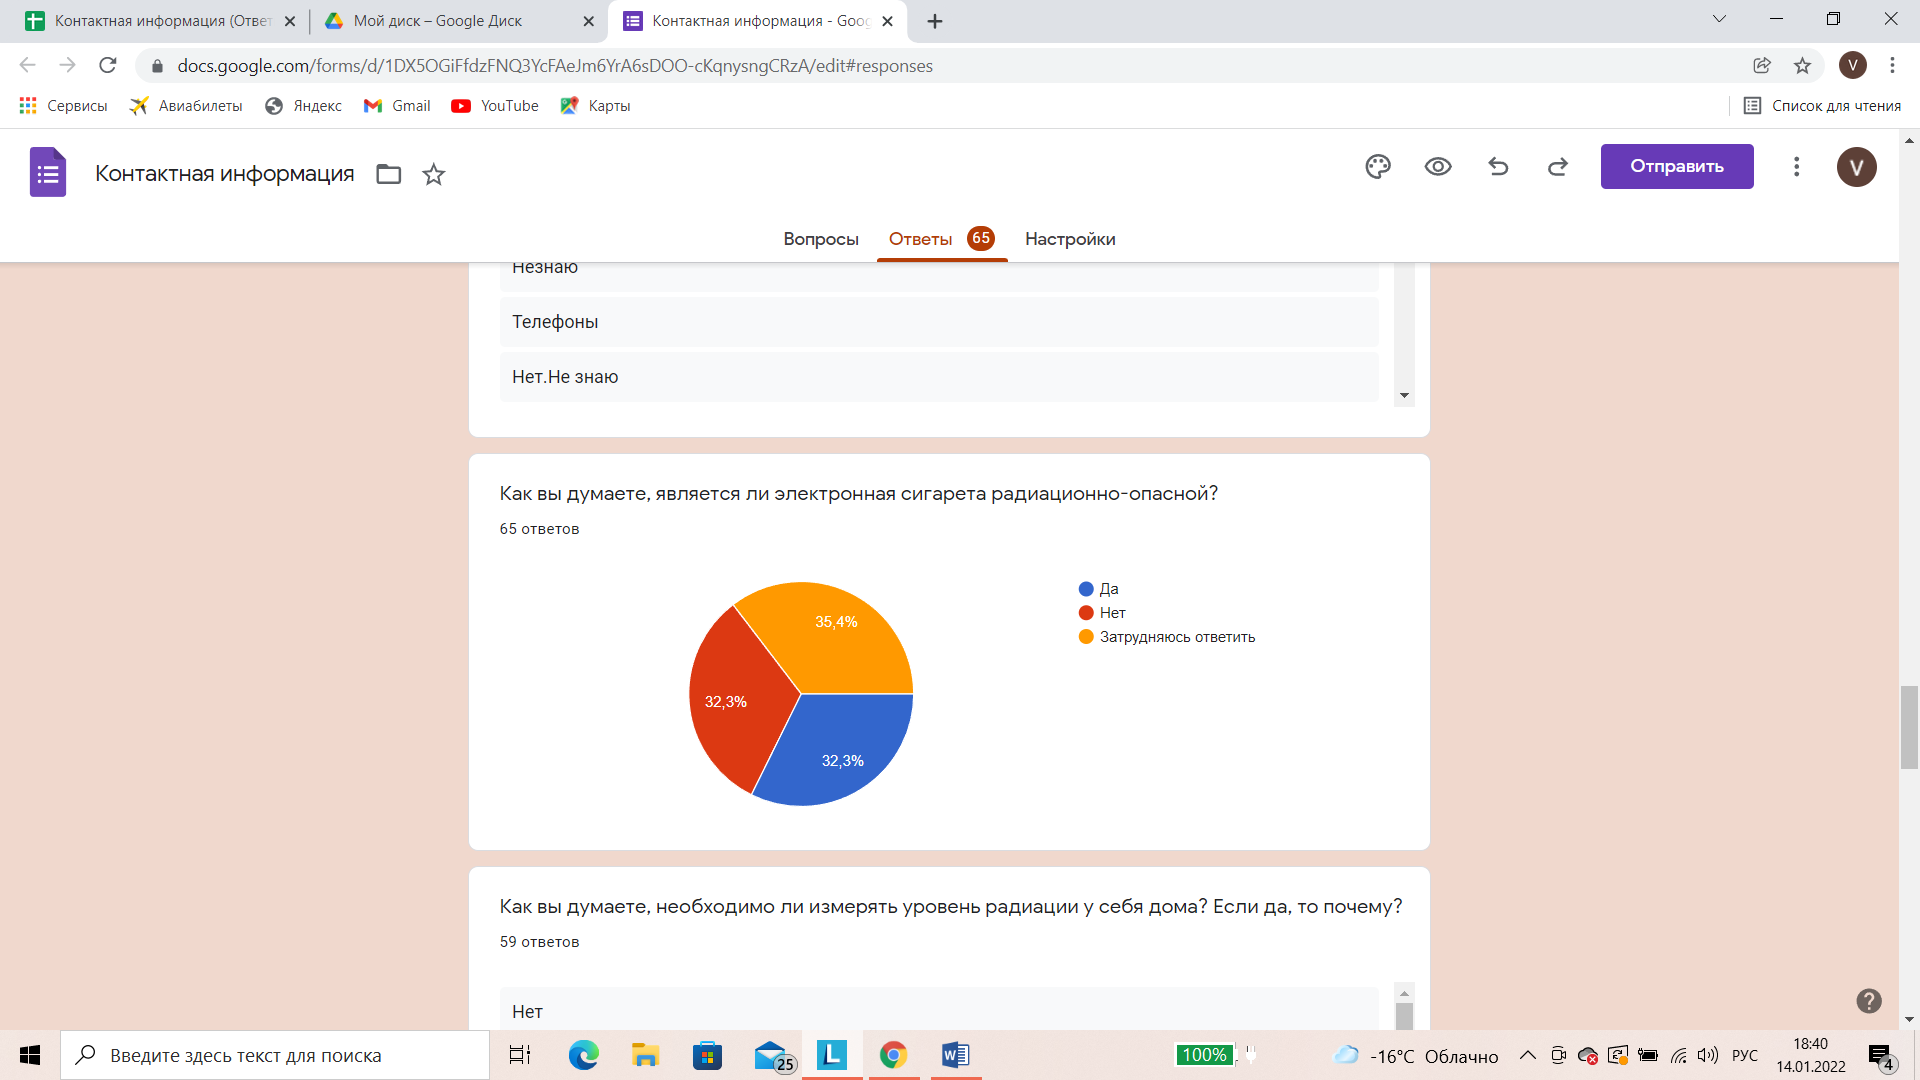 Контактная информация (Ответ
Мой диск – Google Диск
Контактная информация - Goog
docs.google.com/forms/d/1DX5OGiFfdzFNQ3YcFAeJm6YrA6sDOO-cKqnysngCRzA/edit#responses
V
Сервисы
Авиабилеты
Яндекс
Gmail
YouTube
Карты
Список для чтения
Контактная информация
Отправить
V
Вопросы
Ответы 65
Настройки
Незнаю
Телефоны
Нет.Не знаю
Как вы думаете, является ли электронная сигарета радиационно-опасной?
65 ответов
Да
Нет
Затрудняюсь ответить
35,4%
32,3%
32,3%
Как вы думаете, необходимо ли измерять уровень радиации у себя дома? Если да, то почему?
59 ответов
Нет
Введите здесь текст для поиска
25
L
W
100%
-16°C Облачно
РУС
18:40
14.01.2022
4